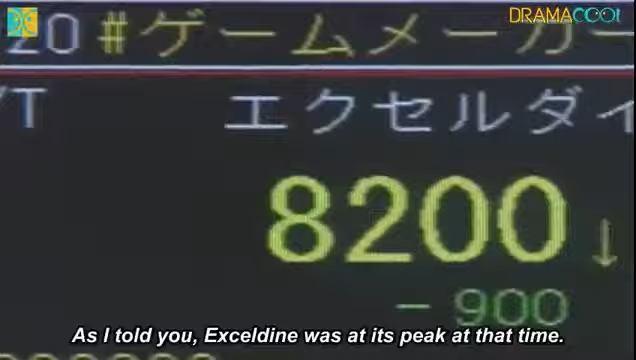 DRAMACOOL
20 #ゲームメーカー
/T エクセルダイ
8200↓
− 900
As I told you, Exceldine was at its peak at that time.